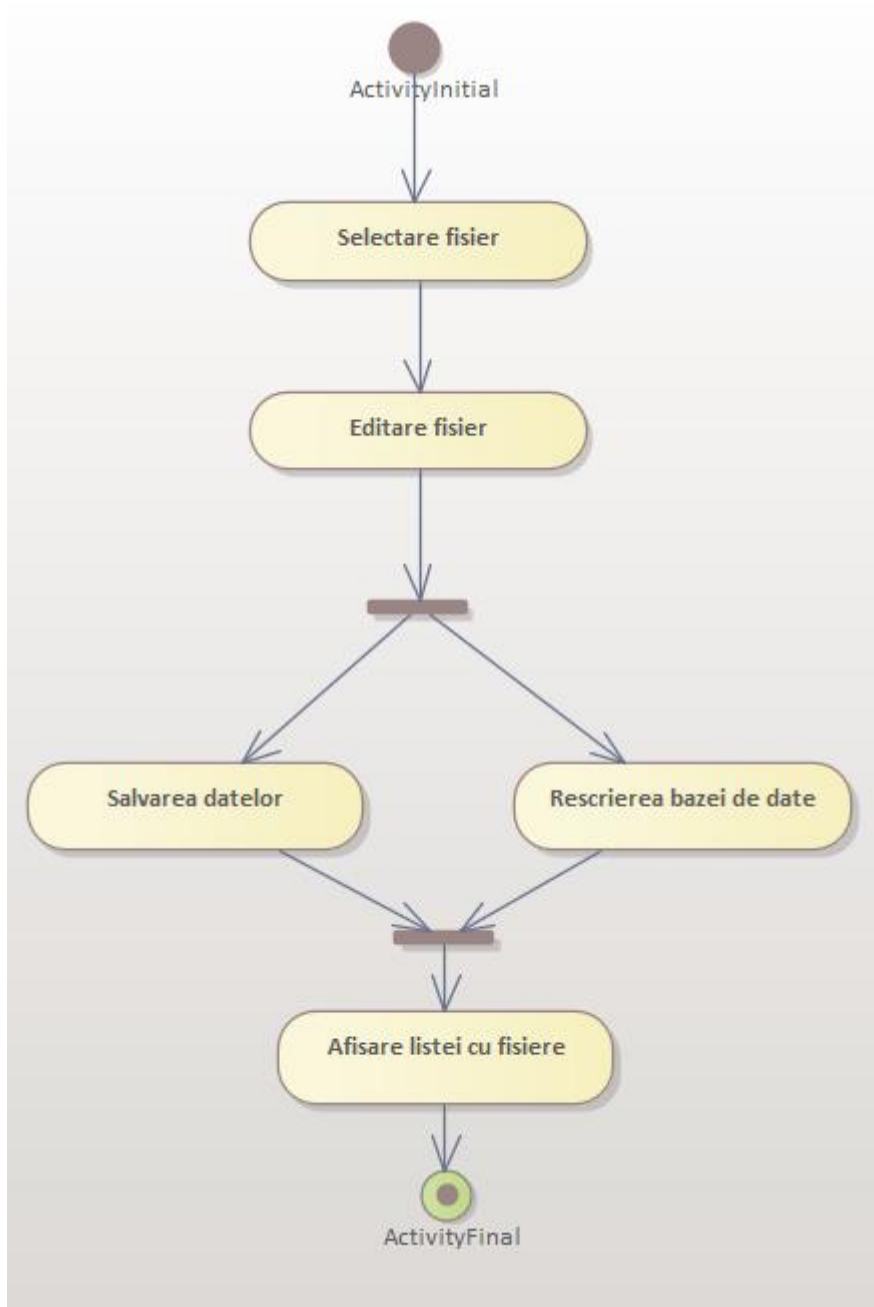 ActivityInitial
Selectare fisier
Editare fisier
Salvarea datelor
Rescrierea bazei de date
Afisare listei cu fisiere
ActivityFinal